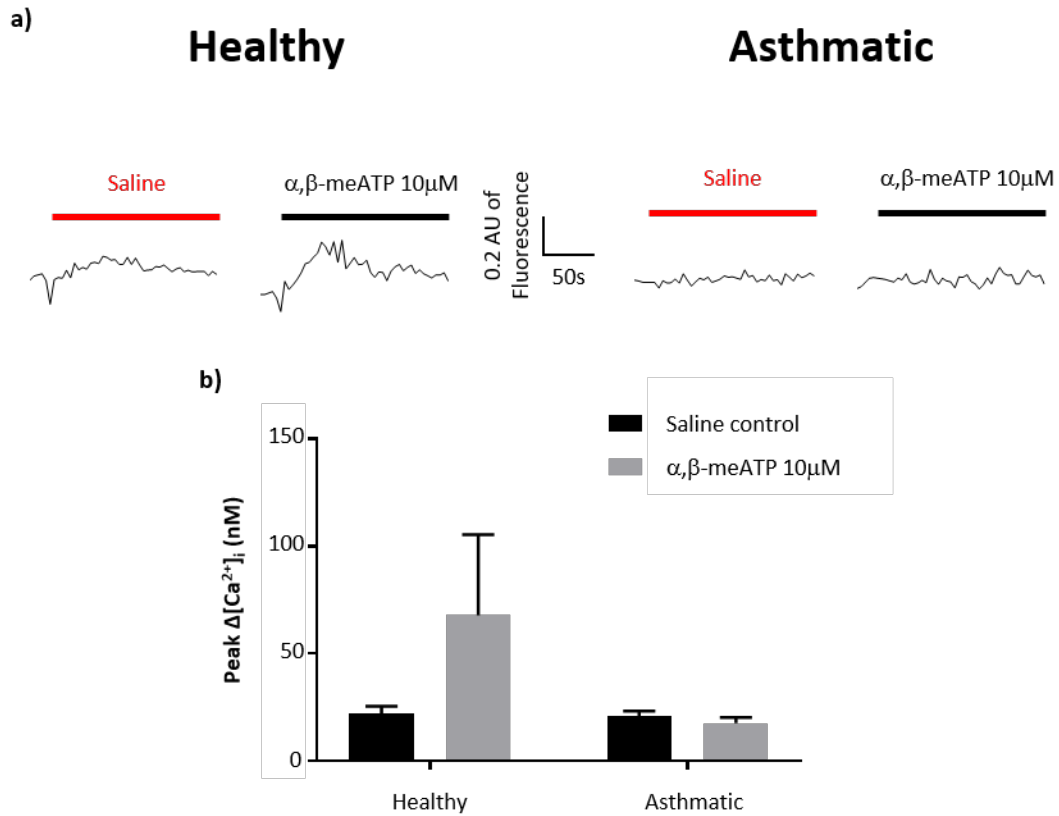 a)
Healthy
Asthmatic
Saline
α,β-meATP 10μM
0.2 AU of
Fluorescence
50s
Saline
α,β-meATP 10μM
b)
Saline control
α,β-meATP 10μM
Peak Δ[Ca²⁺]ᵢ (nM)
150
100
50
0
Healthy
Asthmatic